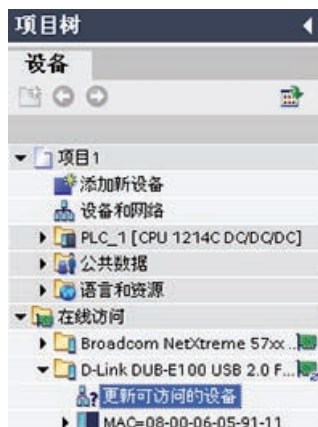 项目树
设备
项目1
添加新设备
设备和网络
PLC_1 [CPU 1214C DC/DC/DC]
公共数据
语言和资源
在线访问
Broadcom NetXtreme 57xx ...
D-Link DUB-E100 USB 2.0 F...
更新可访问的设备
MAC=08-00-06-05-91-11